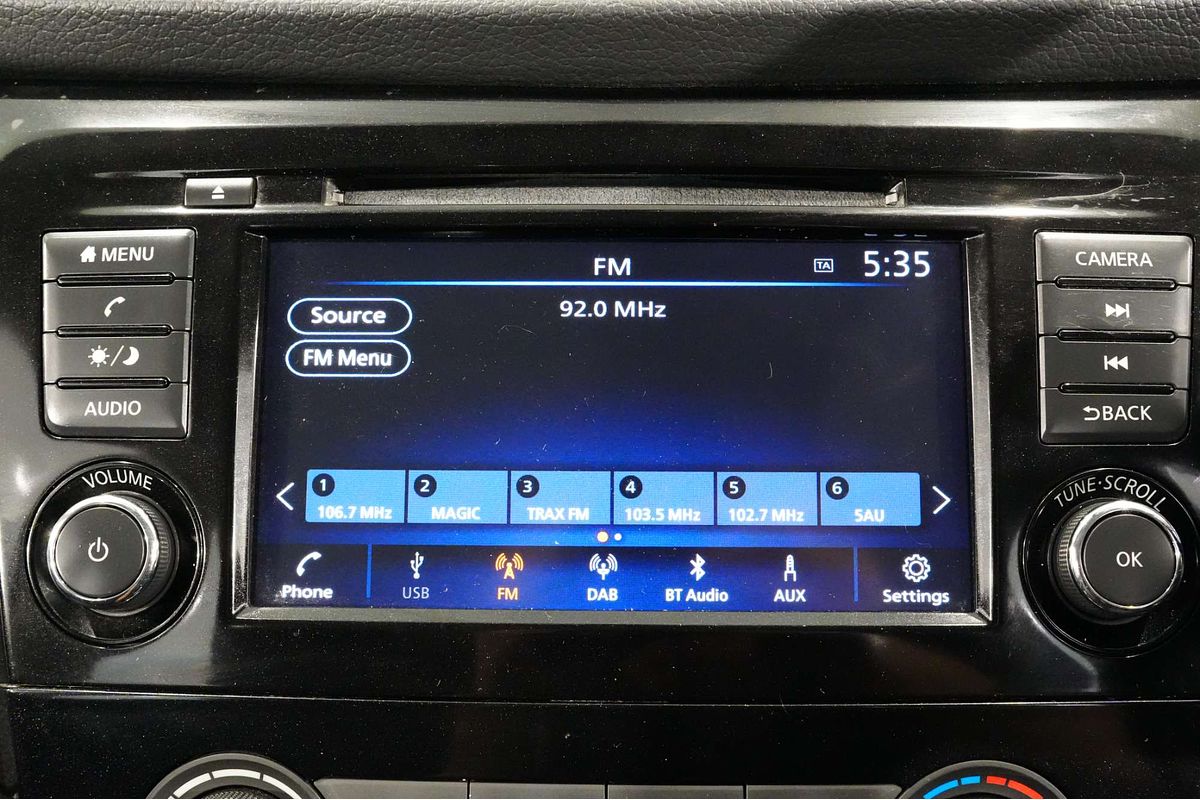 MENU
AUDIO
VOLUME
FM
TA
5:35
Source
92.0 MHz
FM Menu
1
106.7 MHz
2
MAGIC
3
TRAX FM
4
103.5 MHz
5
102.7 MHz
6
5AU
Phone
USB
FM
DAB
BT Audio
AUX
Settings
CAMERA
BACK
TUNE·SCROLL
OK